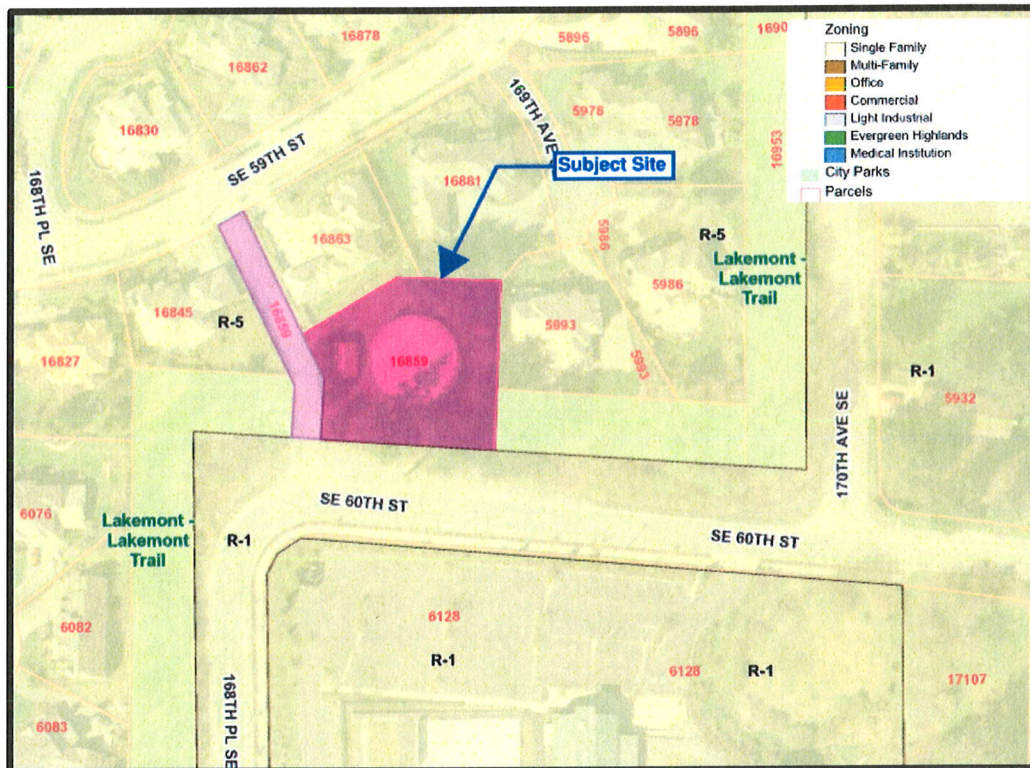 Zoning
Single Family
Multi-Family
Office
Commercial
Light Industrial
Evergreen Highlands
Medical Institution
City Parks
Parcels
16878
5896
5896
1690
16862
16830
SE 59TH ST
169TH AVE
5978
5978
16953
168TH PL SE
Subject Site
16881
16863
5986
R-5
Lakemont -
Lakemont
Trail
5986
16845
R-5
16859
5993
5993
16827
16859
R-1
5932
170TH AVE SE
SE 60TH ST
SE 60TH ST
6076
Lakemont -
Lakemont
Trail
R-1
6082
6128
R-1
6128
R-1
17107
6083
168TH PL SE